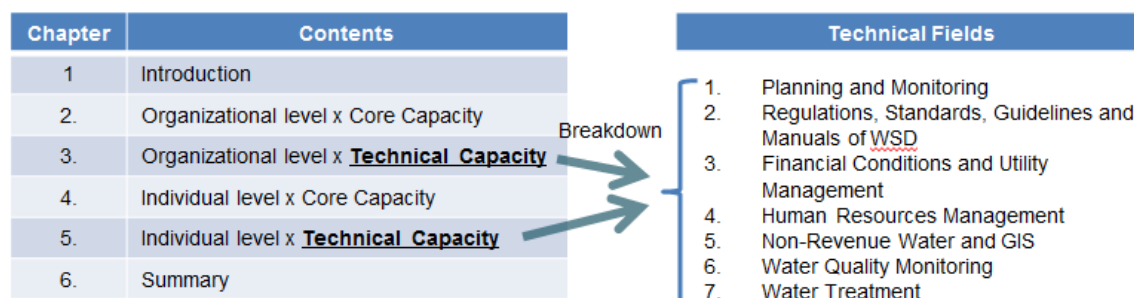 Chapter Contents
1 Introduction
2. Organizational level x Core Capacity
3. Organizational level x Technical Capacity
4. Individual level x Core Capacity
5. Individual level x Technical Capacity
6. Summary
Breakdown
Technical Fields
1. Planning and Monitoring
2. Regulations, Standards, Guidelines and
Manuals of WSD
3. Financial Conditions and Utility
Management
4. Human Resources Management
5. Non-Revenue Water and GIS
6. Water Quality Monitoring
7. Water Treatment